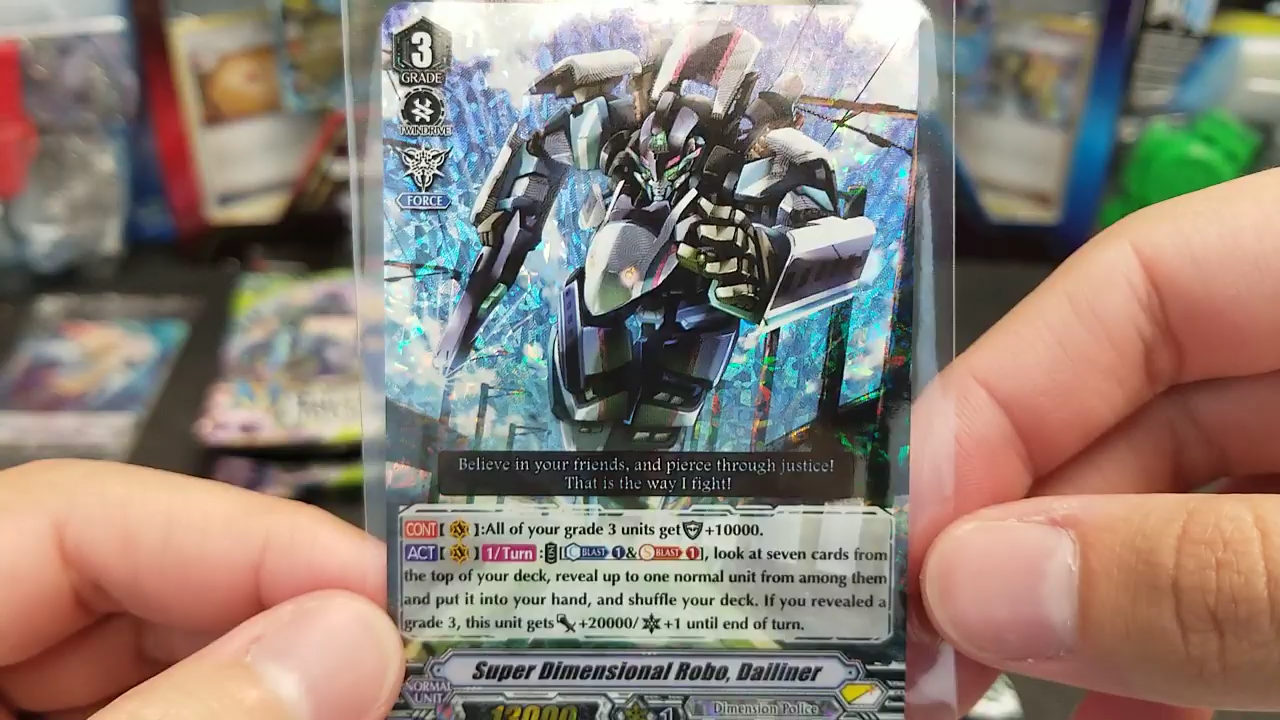 3
GRADE
TWINDRIVE
FORCE
Believe in your friends, and pierce through justice!
That is the way I fight!
CONT[ ]:All of your grade 3 units get +10000.
ACT[ ]1/Turn:[C BLAST 1 & S BLAST 1], look at seven cards from
the top of your deck, reveal up to one normal unit from among them
and put it into your hand, and shuffle your deck. If you revealed a
grade 3, this unit gets +20000/ +1 until end of turn.
Super Dimensional Robo, Dailiner
NORMAL
UNIT
13000
1
Dimension Police